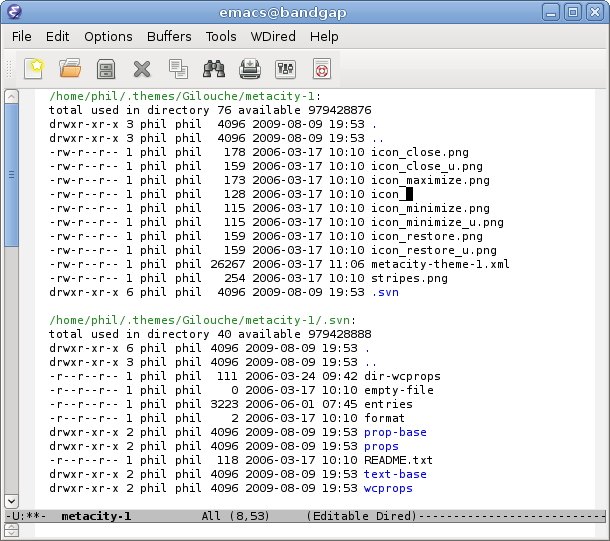 emacs@bandgap
File Edit Options Buffers Tools WDired Help
/home/phil/.themes/Gilouche/metacity-1:
total used in directory 76 available 979428876
drwxr-xr-x 3 phil phil  4096 2009-08-09 19:53 .
drwxr-xr-x 3 phil phil  4096 2009-08-09 19:53 ..
-rw-r--r-- 1 phil phil   178 2006-03-17 10:10 icon_close.png
-rw-r--r-- 1 phil phil   159 2006-03-17 10:10 icon_close_u.png
-rw-r--r-- 1 phil phil   173 2006-03-17 10:10 icon_maximize.png
-rw-r--r-- 1 phil phil   128 2006-03-17 10:10 icon_
-rw-r--r-- 1 phil phil   115 2006-03-17 10:10 icon_minimize.png
-rw-r--r-- 1 phil phil   115 2006-03-17 10:10 icon_minimize_u.png
-rw-r--r-- 1 phil phil   159 2006-03-17 10:10 icon_restore.png
-rw-r--r-- 1 phil phil   159 2006-03-17 10:10 icon_restore_u.png
-rw-r--r-- 1 phil phil 26267 2006-03-17 11:06 metacity-theme-1.xml
-rw-r--r-- 1 phil phil   254 2006-03-17 10:10 stripes.png
drwxr-xr-x 6 phil phil  4096 2009-08-09 19:53 .svn
/home/phil/.themes/Gilouche/metacity-1/.svn:
total used in directory 40 available 979428888
drwxr-xr-x 6 phil phil 4096 2009-08-09 19:53 .
drwxr-xr-x 3 phil phil 4096 2009-08-09 19:53 ..
-r--r--r-- 1 phil phil  111 2006-03-24 09:42 dir-wcprops
-r--r--r-- 1 phil phil    0 2006-03-17 10:10 empty-file
-r--r--r-- 1 phil phil 3223 2006-06-01 07:45 entries
-r--r--r-- 1 phil phil    2 2006-03-17 10:10 format
drwxr-xr-x 2 phil phil 4096 2009-08-09 19:53 prop-base
drwxr-xr-x 2 phil phil 4096 2009-08-09 19:53 props
-r--r--r-- 1 phil phil  118 2006-03-17 10:10 README.txt
drwxr-xr-x 2 phil phil 4096 2009-08-09 19:53 text-base
drwxr-xr-x 2 phil phil 4096 2009-08-09 19:53 wcprops
-U:**-  metacity-1          All (8,53)     (Editable Dired)---------------------------